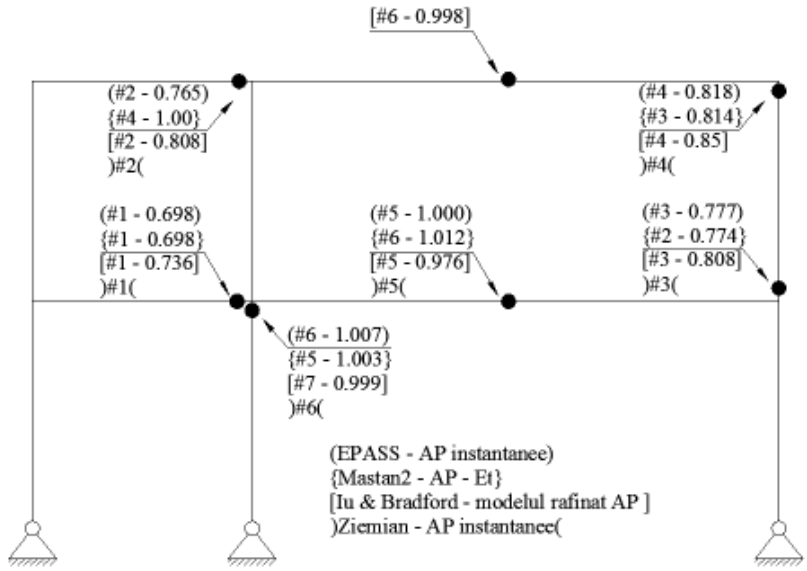 [#6 - 0.998]
(#2 - 0.765)
{#4 - 1.00}
[#2 - 0.808]
)#2(
(#4 - 0.818)
{#3 - 0.814}
[#4 - 0.85]
)#4(
(#1 - 0.698)
{#1 - 0.698}
[#1 - 0.736]
)#1(
(#5 - 1.000)
{#6 - 1.012}
[#5 - 0.976]
)#5(
(#3 - 0.777)
{#2 - 0.774}
[#3 - 0.808]
)#3(
(#6 - 1.007)
{#5 - 1.003}
[#7 - 0.999]
)#6(
(EPASS - AP instantanee)
{Mastan2 - AP - Et}
[Iu & Bradford - modelul rafinat AP ]
)Ziemian - AP instantanee(